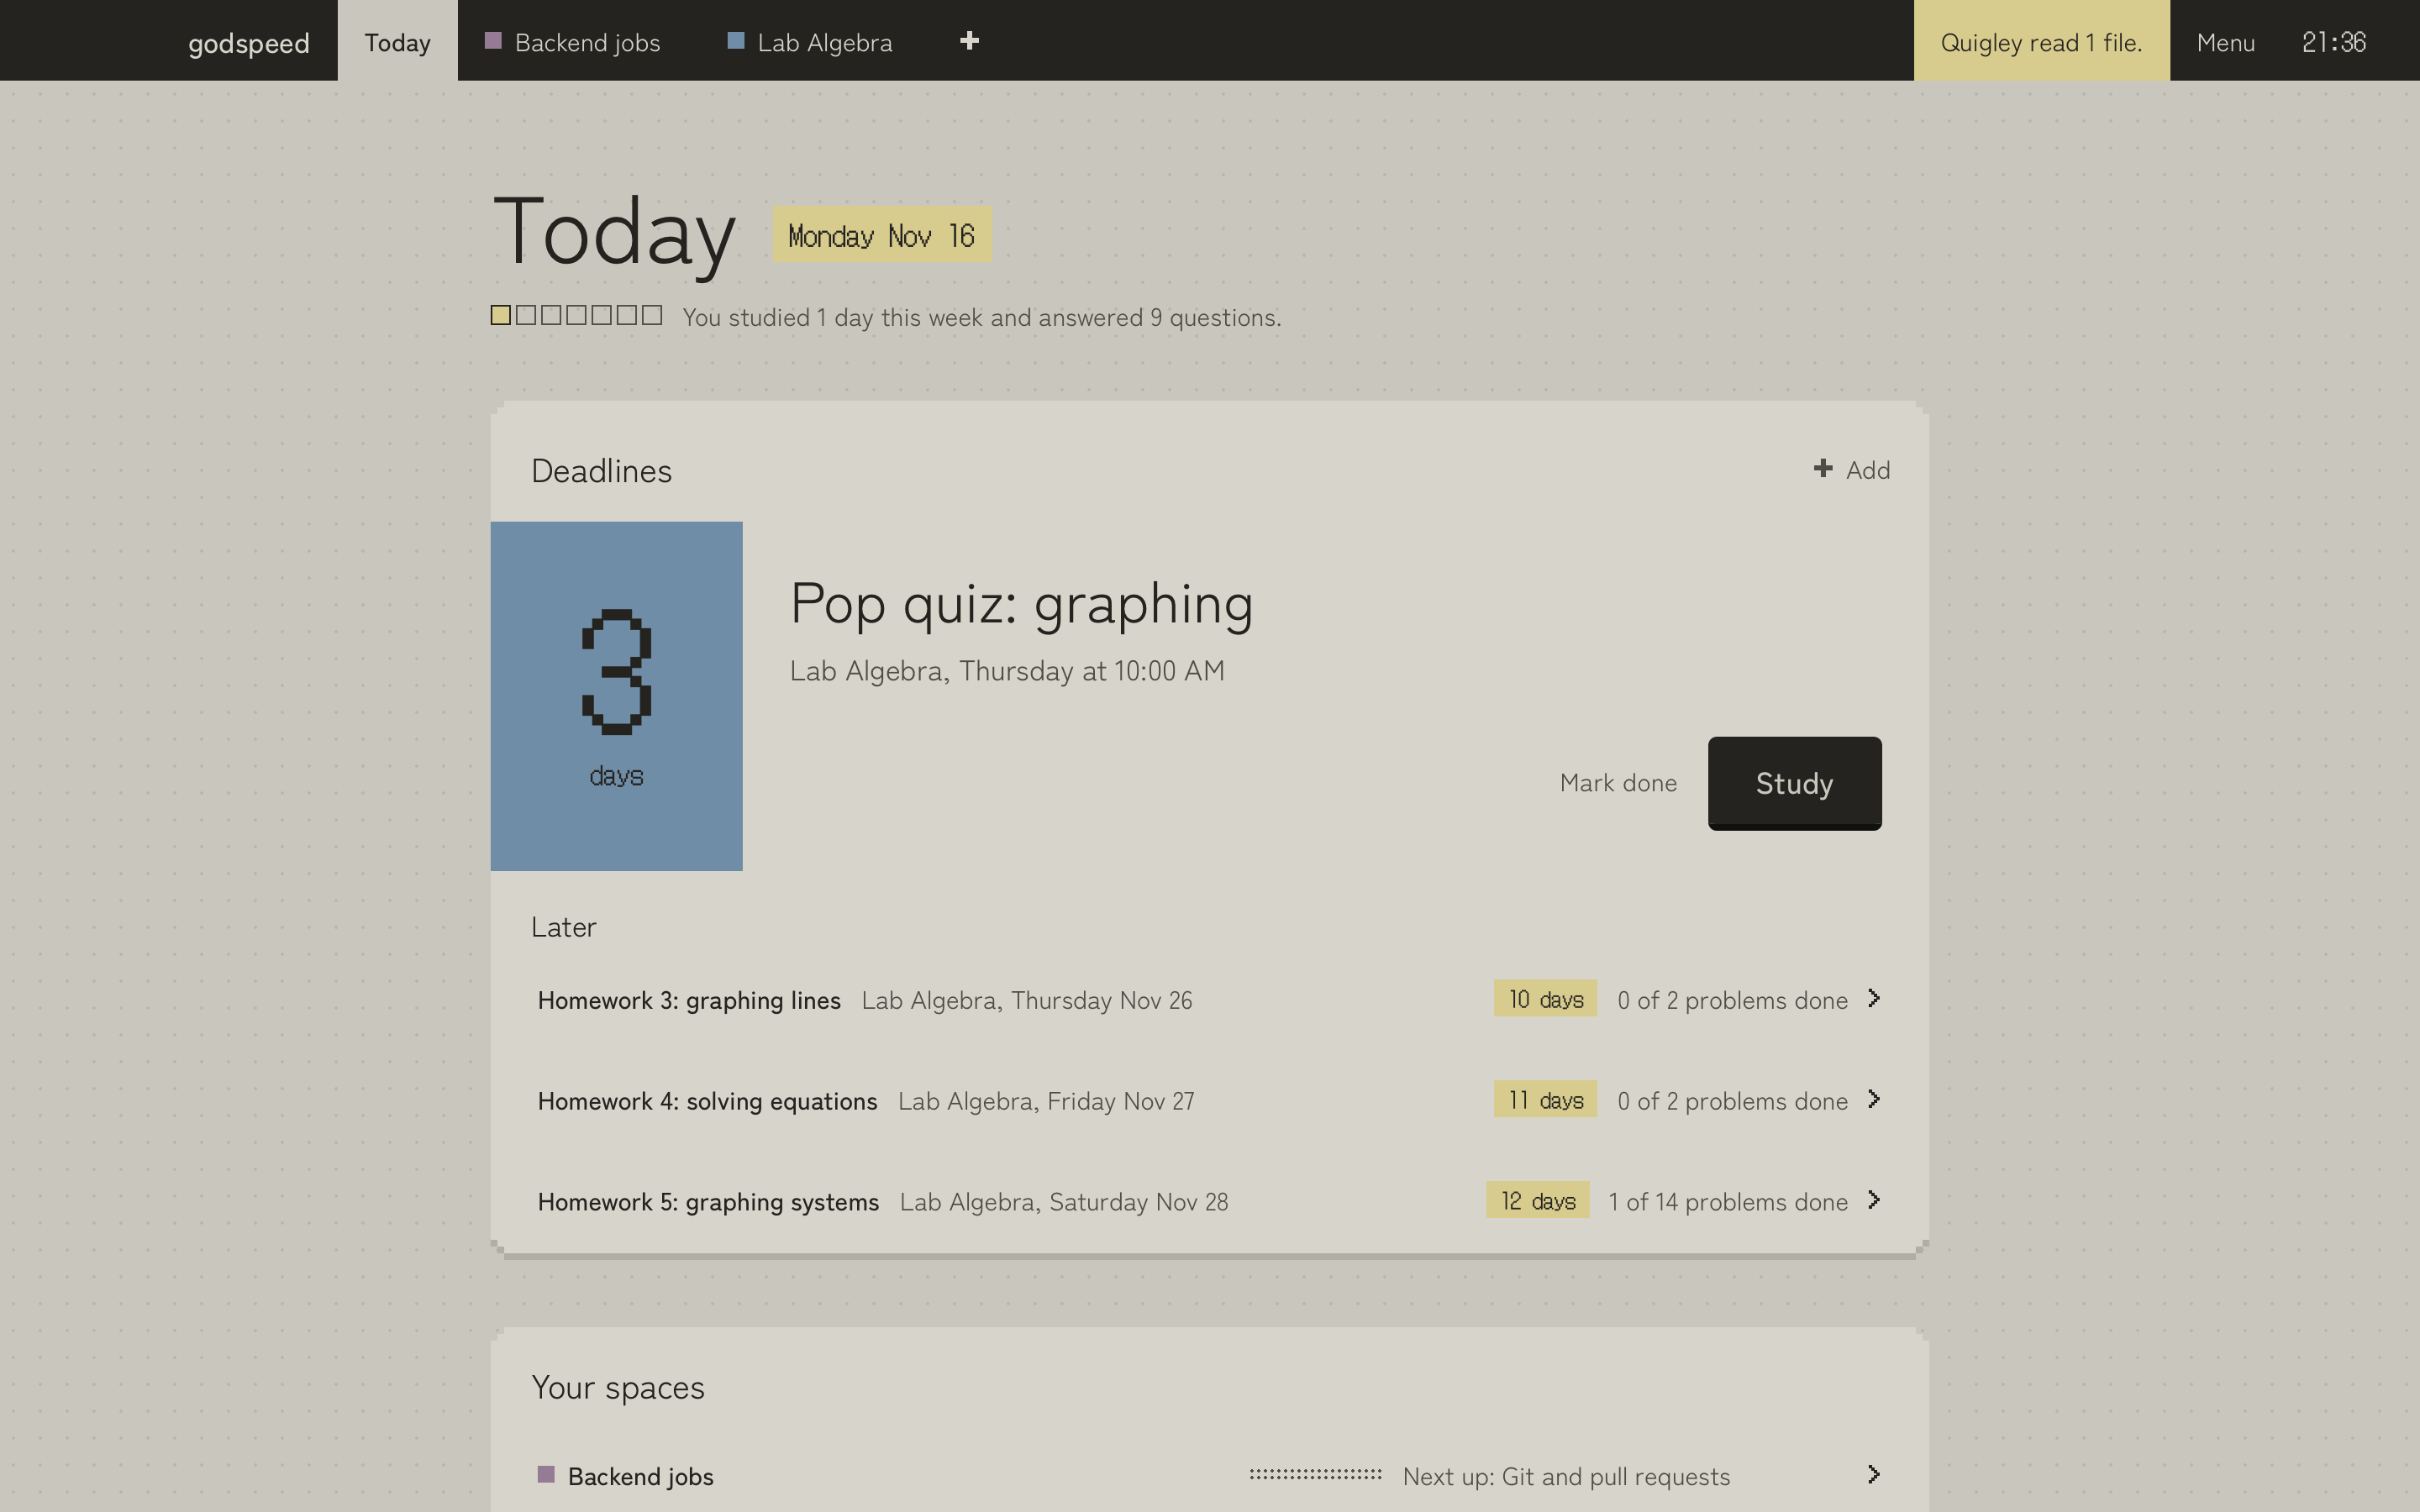 godspeed Today Backend jobs Lab Algebra Quigley read 1 file. Menu 21:36
Today Monday Nov 16
You studied 1 day this week and answered 9 questions.
Deadlines Add
3
days
Pop quiz: graphing
Lab Algebra, Thursday at 10:00 AM
Mark done Study
Later
Homework 3: graphing lines Lab Algebra, Thursday Nov 26 10 days 0 of 2 problems done
Homework 4: solving equations Lab Algebra, Friday Nov 27 11 days 0 of 2 problems done
Homework 5: graphing systems Lab Algebra, Saturday Nov 28 12 days 1 of 14 problems done
Your spaces
Backend jobs Next up: Git and pull requests